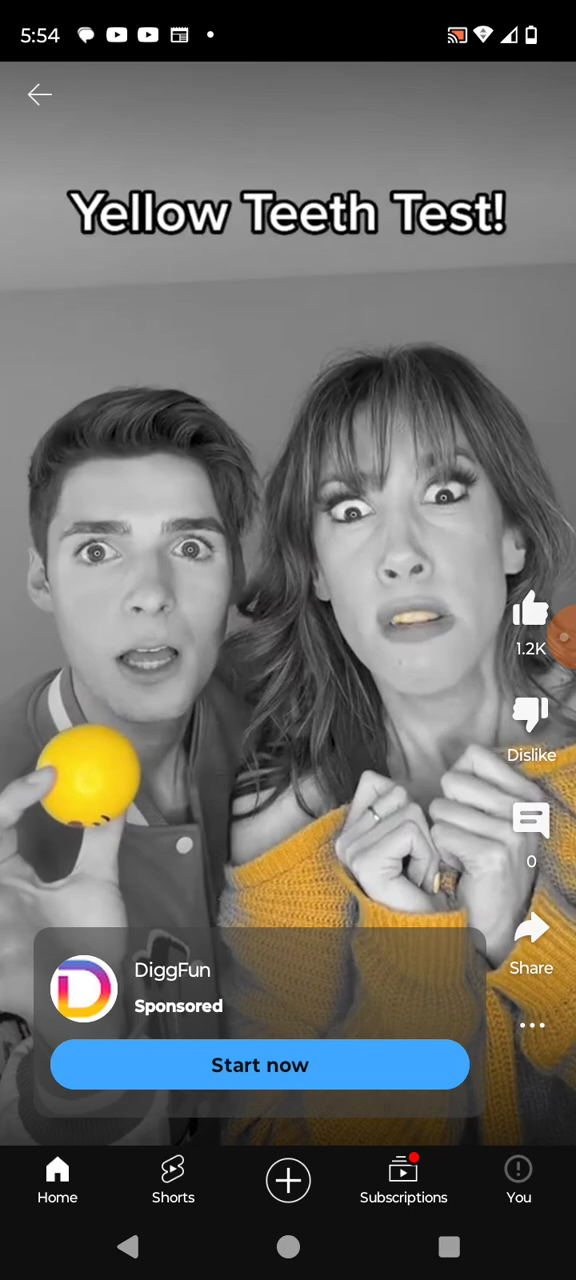 5:54
Yellow Teeth Test!
1.2K
Dislike
0
DiggFun
Sponsored
Share
Start now
Home
Shorts
Subscriptions
You